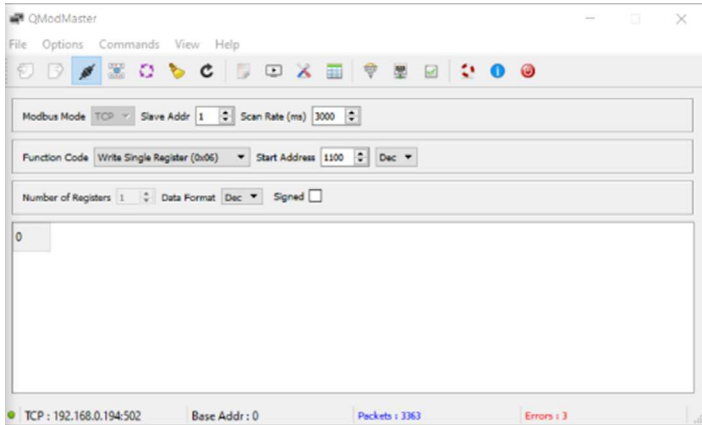 QModMaster
File Options Commands View Help
Modbus Mode TCP Slave Addr 1 Scan Rate (ms) 3000
Function Code Write Single Register (0x06) Start Address 1100 Dec
Number of Registers 1 Data Format Dec Signed
0
TCP : 192.168.0.194:502 Base Addr : 0 Packets : 3363 Errors : 3